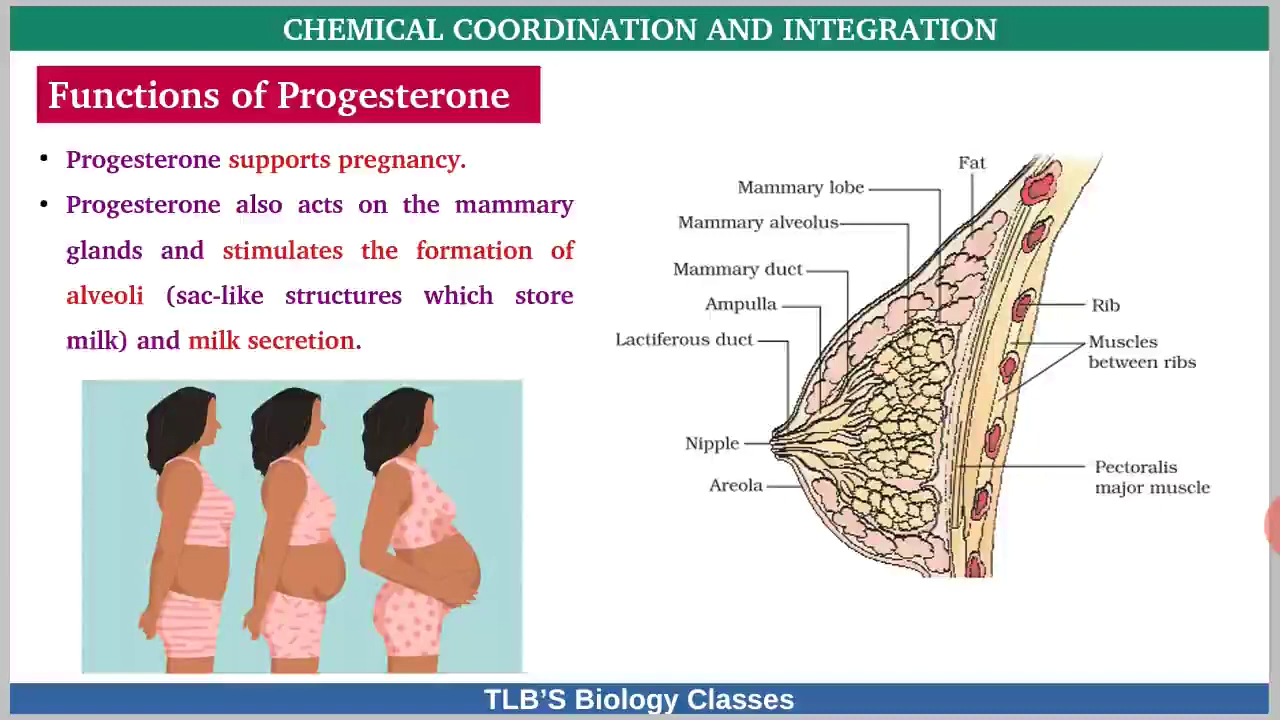 CHEMICAL COORDINATION AND INTEGRATION
Functions of Progesterone
• Progesterone supports pregnancy.
• Progesterone also acts on the mammary
glands and stimulates the formation of
alveoli (sac-like structures which store
milk) and milk secretion.
Fat
Mammary lobe
Mammary alveolus
Mammary duct
Ampulla
Lactiferous duct
Nipple
Areola
Rib
Muscles
between ribs
Pectoralis
major muscle
TLB'S Biology Classes